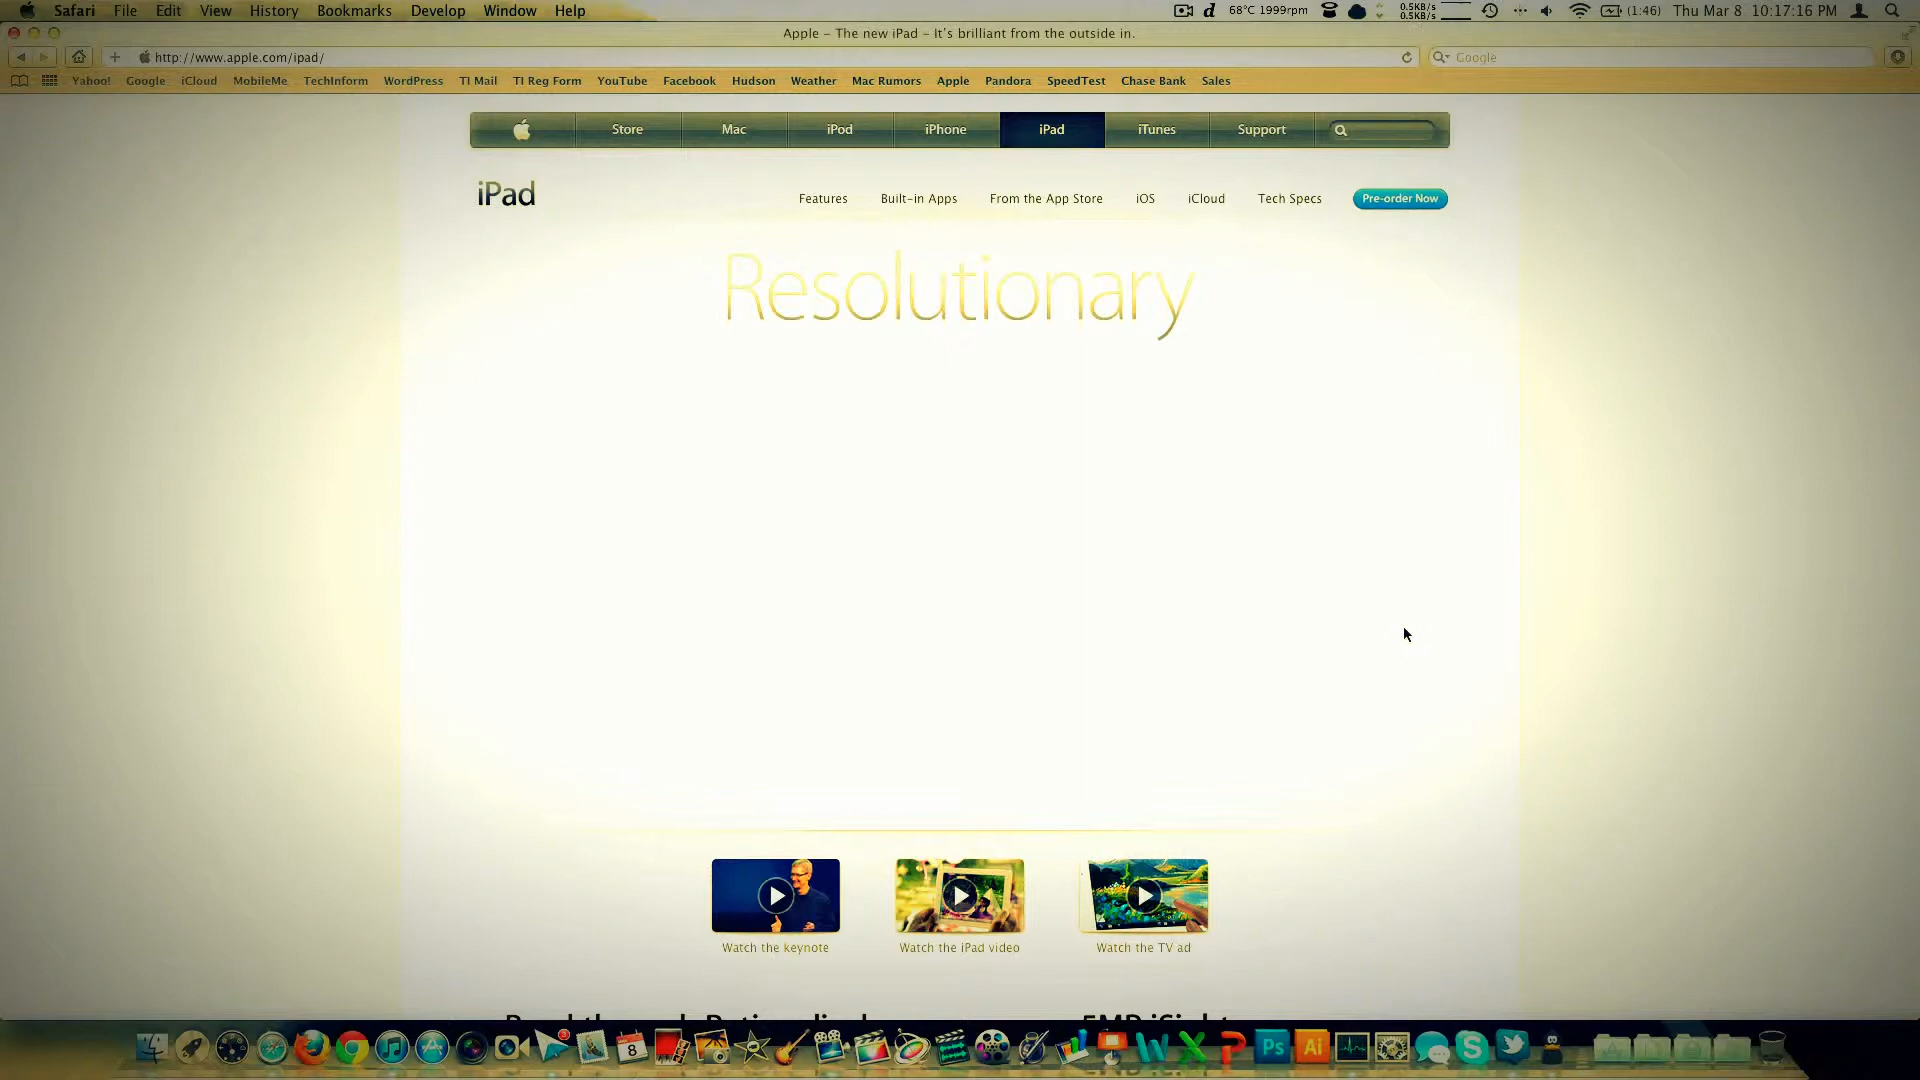 Safari File Edit View History Bookmarks Develop Window Help
68°C 1999rpm
0.5KB/s
0.5KB/s
(1:46) Thu Mar 8 10:17:16 PM
Apple – The new iPad – It's brilliant from the outside in.
http://www.apple.com/ipad/
Google
Yahoo! Google iCloud MobileMe TechInform WordPress TI Mail TI Reg Form YouTube Facebook Hudson Weather Mac Rumors Apple Pandora SpeedTest Chase Bank Sales
Store Mac iPod iPhone iPad iTunes Support
iPad
Features Built-in Apps From the App Store iOS iCloud Tech Specs Pre-order Now
Resolutionary
Watch the keynote Watch the iPad video Watch the TV ad
3
8
Ps
Ai